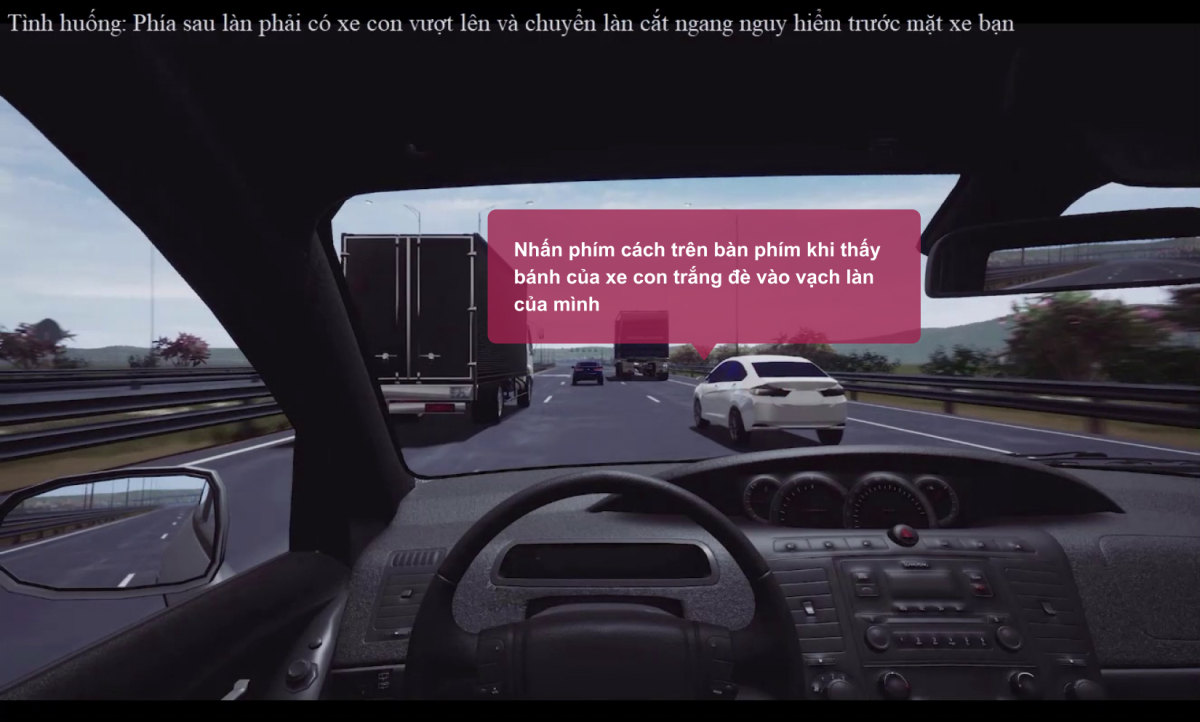 Tình huống: Phía sau làn phải có xe con vượt lên và chuyển làn cắt ngang nguy hiểm trước mặt xe bạn
Nhấn phím cách trên bàn phím khi thấy
bánh của xe con trắng đè vào vạch làn
của mình